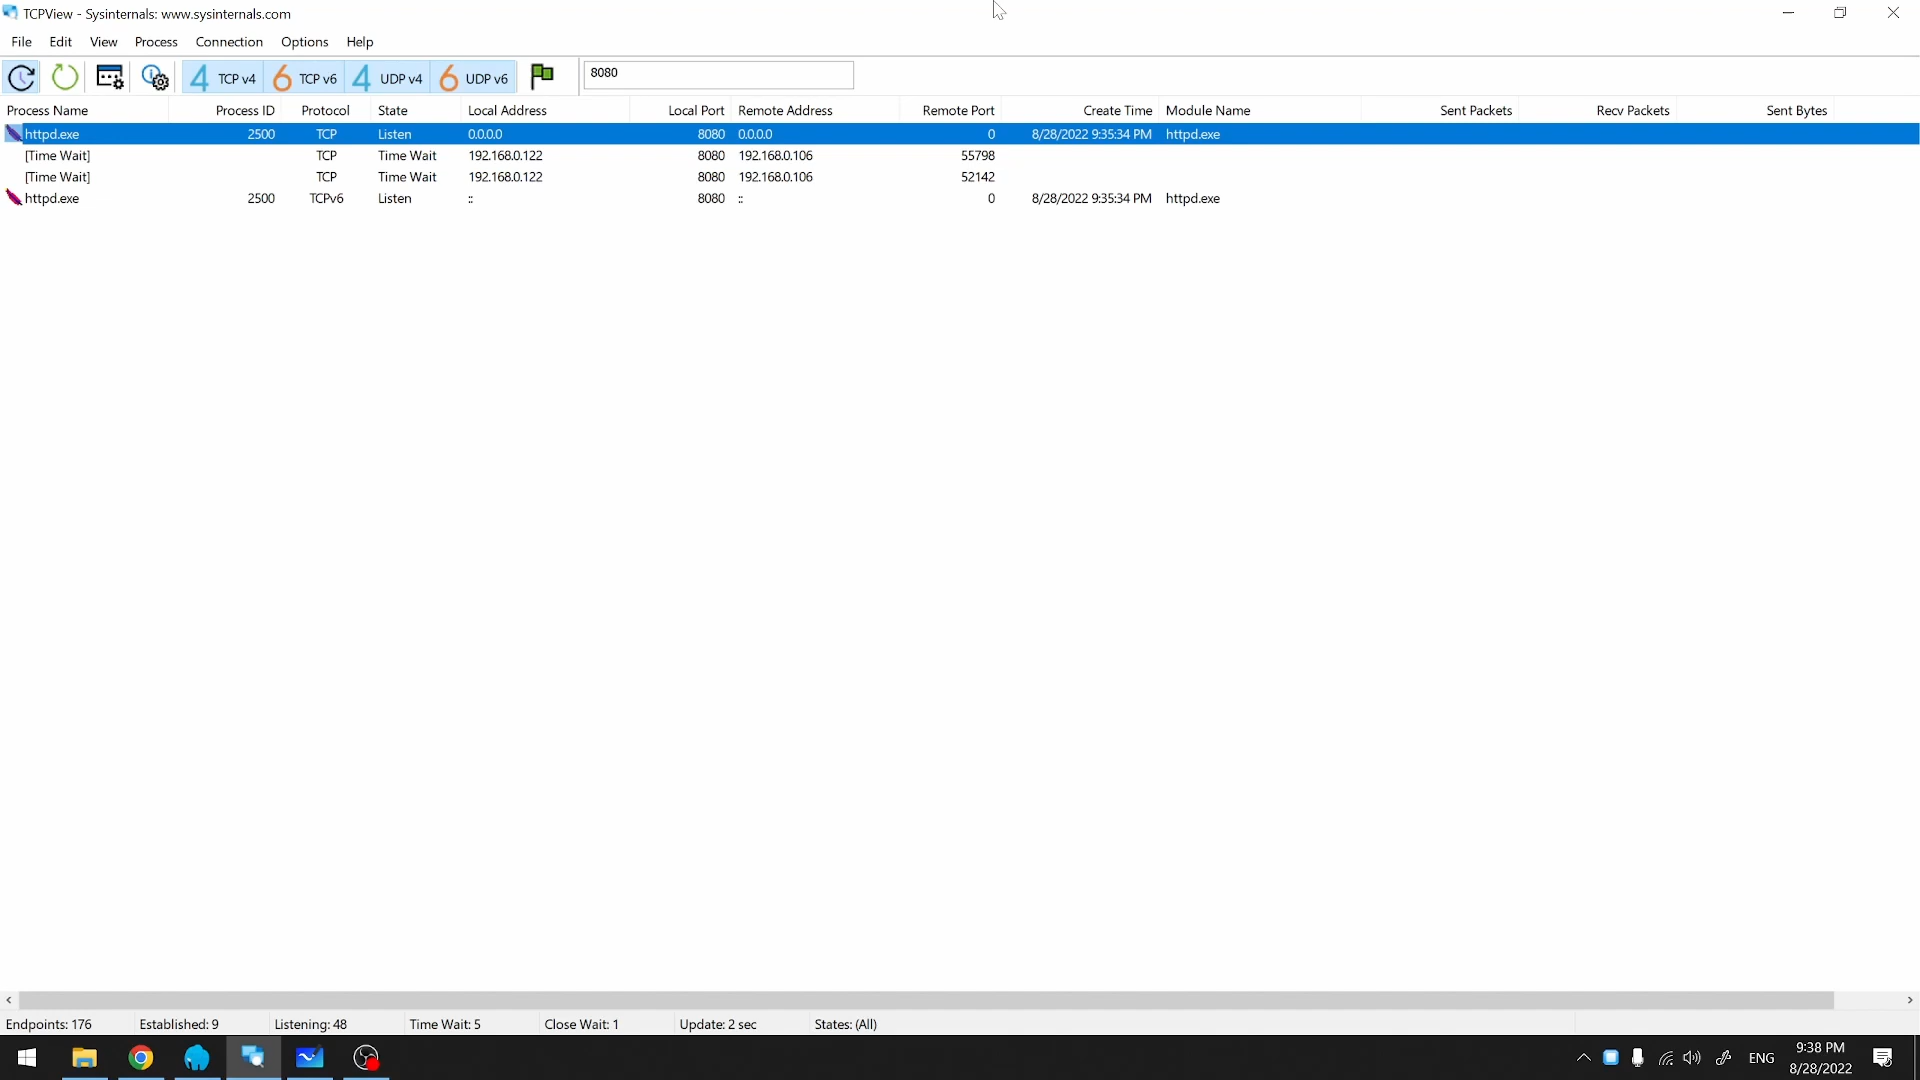 TCPView - Sysinternals: www.sysinternals.com
File Edit View Process Connection Options Help
4 TCP v4 6 TCP v6 4 UDP v4 6 UDP v6 8080
Process Name Process ID Protocol State Local Address Local Port Remote Address Remote Port Create Time Module Name Sent Packets Recv Packets Sent Bytes
httpd.exe 2500 TCP Listen 0.0.0.0 8080 0.0.0.0 0 8/28/2022 9:35:34 PM httpd.exe
[Time Wait] TCP Time Wait 192.168.0.122 8080 192.168.0.106 55798
[Time Wait] TCP Time Wait 192.168.0.122 8080 192.168.0.106 52142
httpd.exe 2500 TCPv6 Listen :: 8080 :: 0 8/28/2022 9:35:34 PM httpd.exe
Endpoints: 176 Established: 9 Listening: 48 Time Wait: 5 Close Wait: 1 Update: 2 sec States: (All)
ENG 9:38 PM
8/28/2022